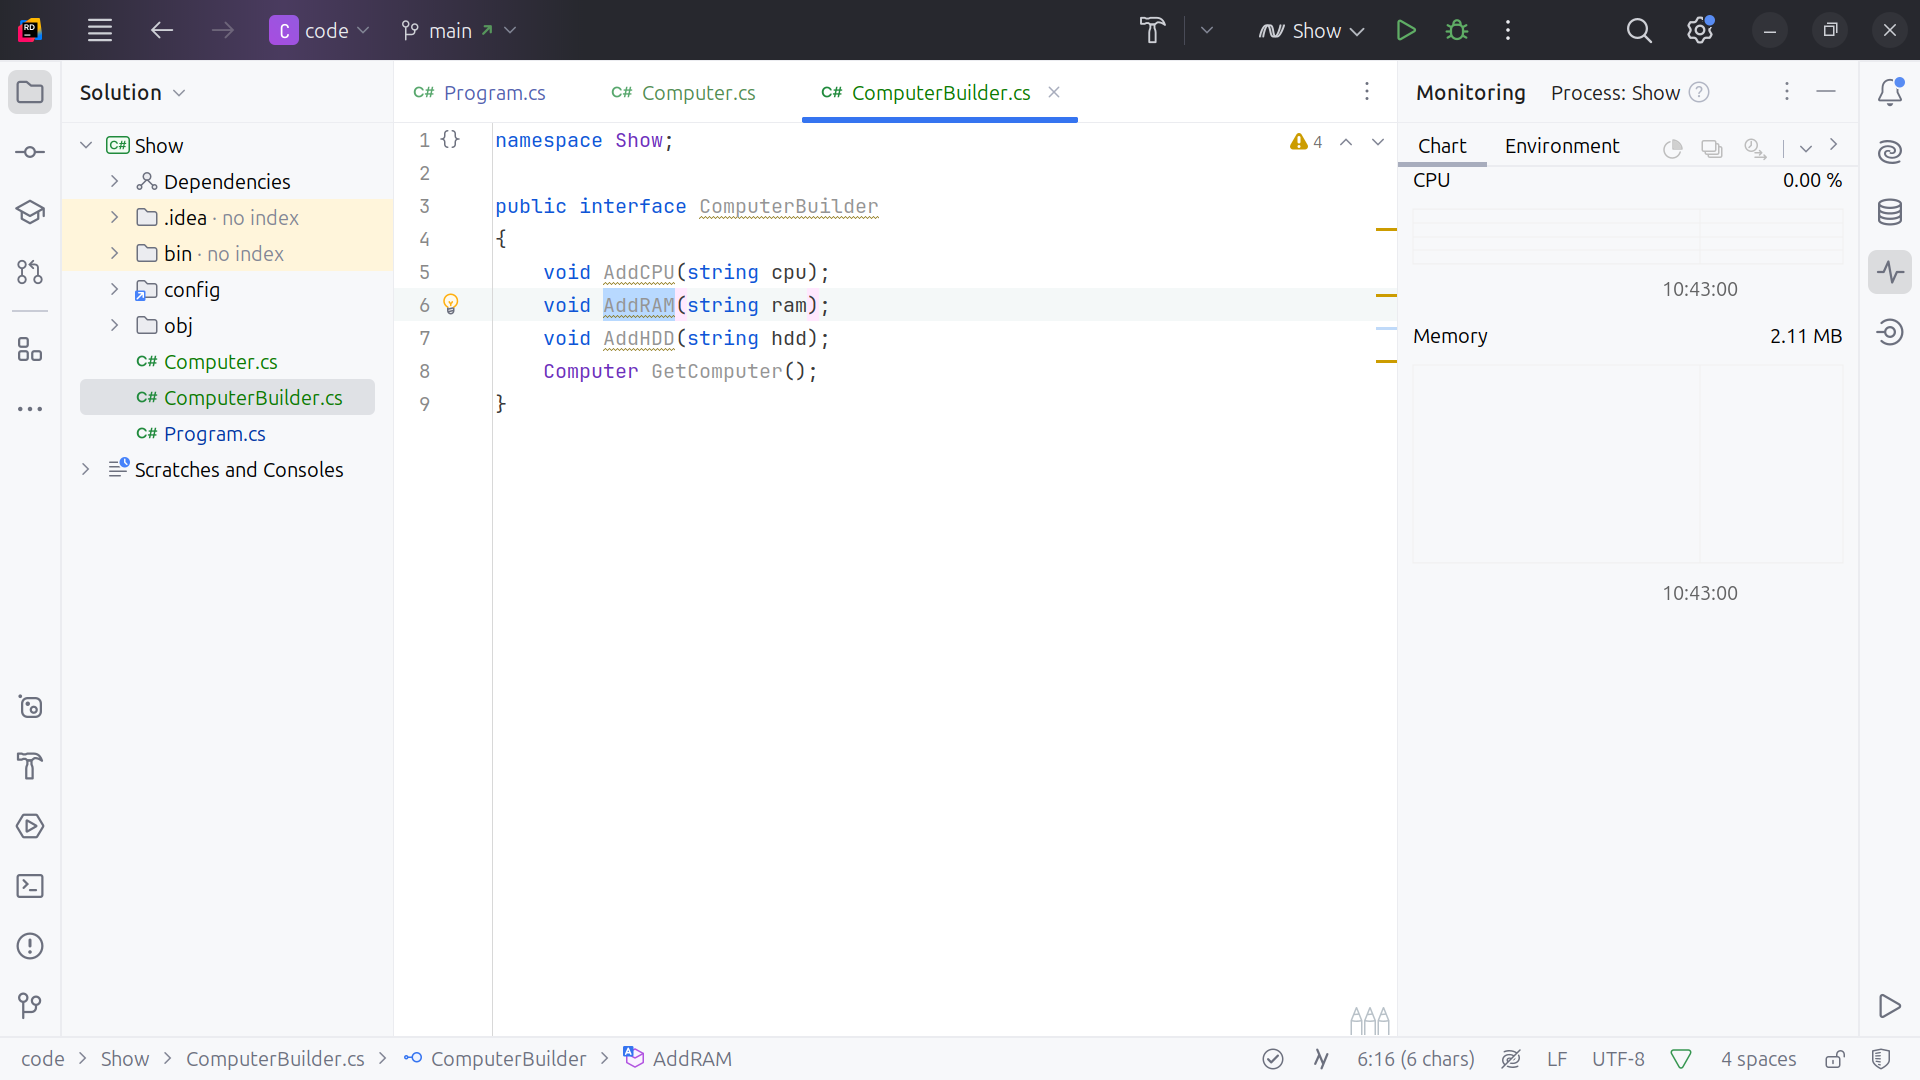 RD
C code
main
Show
Solution
C# Program.cs
C# Computer.cs
C# ComputerBuilder.cs
Monitoring
Process: Show ?
Chart
Environment
C# Show
Dependencies
.idea · no index
bin · no index
config
obj
C# Computer.cs
C# ComputerBuilder.cs
C# Program.cs
Scratches and Consoles
1 {} namespace Show;
4
2
3 public interface ComputerBuilder
4 {
5 void AddCPU(string cpu);
6 void AddRAM(string ram);
7 void AddHDD(string hdd);
8 Computer GetComputer();
9 }
CPU 0.00 %
10:43:00
Memory 2.11 MB
10:43:00
code > Show > ComputerBuilder.cs > ComputerBuilder > AddRAM
6:16 (6 chars)
LF
UTF-8
4 spaces